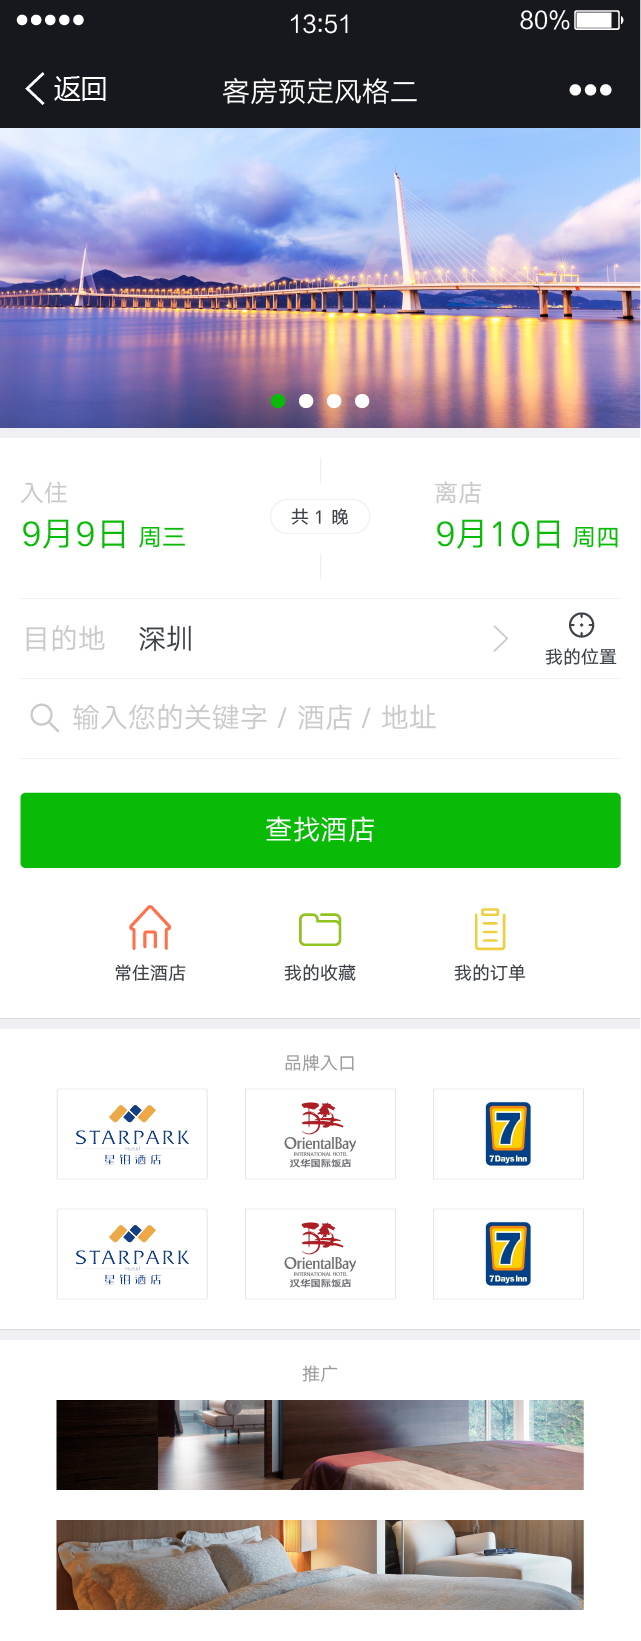 13:51
80%
返回
客房预定风格二
入住
离店
9月9日 周三
共 1 晚
9月10日 周四
目的地 深圳
我的位置
输入您的关键字 / 酒店 / 地址
查找酒店
常住酒店
我的收藏
我的订单
品牌入口
STARPARK
Hotel
星铂酒店
OrientalBay
INTERNATIONAL HOTEL
汉华国际饭店
7
7 Days Inn
STARPARK
Hotel
星铂酒店
OrientalBay
INTERNATIONAL HOTEL
汉华国际饭店
7
7 Days Inn
推广